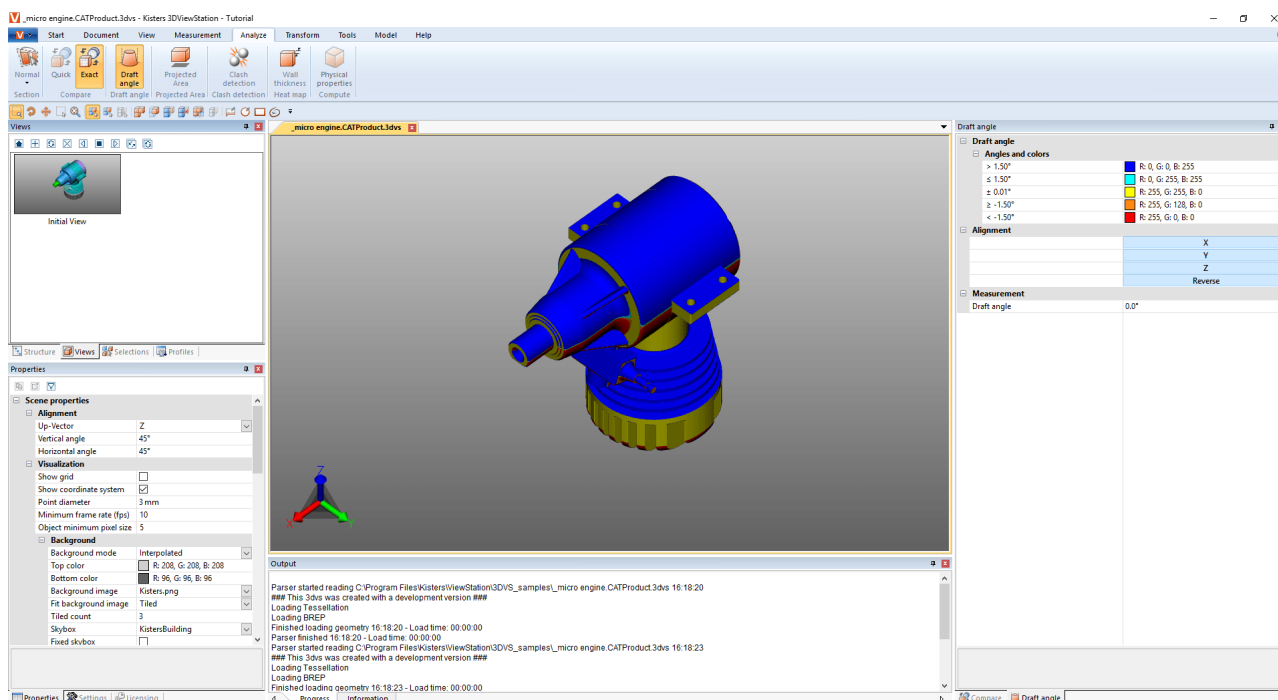 _micro engine.CATProduct.3dvs - Kisters 3DViewStation - Tutorial
Start Document View Measurement Analyze Transform Tools Model Help
Normal Quick Exact Draft angle Projected Area Clash detection Wall thickness Physical properties
Section Compare Draft angle Projected Area Clash detection Heat map Compute
Views
Initial View
Structure Views Selections Profiles
Properties
Scene properties
Alignment
Up-Vector Z
Vertical angle 45°
Horizontal angle 45°
Visualization
Show grid
Show coordinate system
Point diameter 3 mm
Minimum frame rate (fps) 10
Object minimum pixel size 5
Background
Background mode Interpolated
Top color R: 208, G: 208, B: 208
Bottom color R: 96, G: 96, B: 96
Background image Kisters.png
Fit background image Tiled
Tiled count 3
Skybox KistersBuilding
Fixed skybox
Properties Settings Licensing
_micro engine.CATProduct.3dvs
Z
X
Y
Output
Parser started reading C:\Program Files\Kisters\ViewStation\3DVS_samples\_micro engine.CATProduct.3dvs 16:18:20
### This 3dvs was created with a development version ###
Loading Tessellation
Loading BREP
Finished loading geometry 16:18:20 - Load time: 00:00:00
Parser finished 16:18:20 - Load time: 00:00:00
Parser started reading C:\Program Files\Kisters\ViewStation\3DVS_samples\_micro engine.CATProduct.3dvs 16:18:23
### This 3dvs was created with a development version ###
Loading Tessellation
Loading BREP
Finished loading geometry 16:18:23 - Load time: 00:00:00
Progress Information
Draft angle
Draft angle
Angles and colors
> 1.50° R: 0, G: 0, B: 255
≤ 1.50° R: 0, G: 255, B: 255
± 0.01° R: 255, G: 255, B: 0
≥ -1.50° R: 255, G: 128, B: 0
< -1.50° R: 255, G: 0, B: 0
Alignment
X
Y
Z
Reverse
Measurement
Draft angle 0.0°
Compare Draft angle